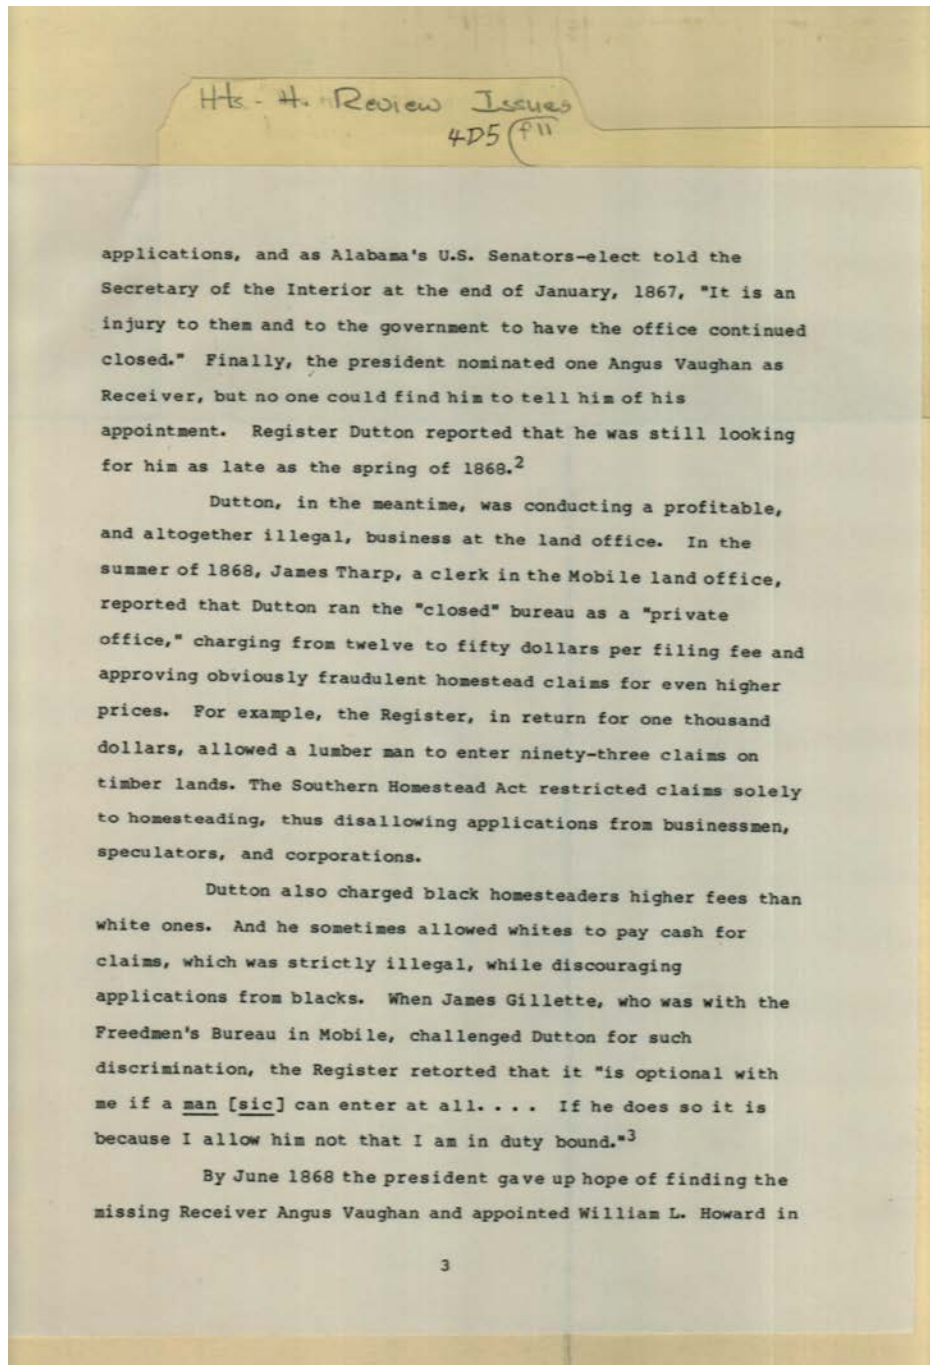 Hts - H. Review Issues
4D5 (p11
applications, and as Alabama's U.S. Senators-elect told the
Secretary of the Interior at the end of January, 1867, "It is an
injury to them and to the government to have the office continued
closed." Finally, the president nominated one Angus Vaughan as
Receiver, but no one could find him to tell him of his
appointment. Register Dutton reported that he was still looking
for him as late as the spring of 1868.2
Dutton, in the meantime, was conducting a profitable,
and altogether illegal, business at the land office. In the
summer of 1868, James Tharp, a clerk in the Mobile land office,
reported that Dutton ran the "closed" bureau as a "private
office," charging from twelve to fifty dollars per filing fee and
approving obviously fraudulent homestead claims for even higher
prices. For example, the Register, in return for one thousand
dollars, allowed a lumber man to enter ninety-three claims on
timber lands. The Southern Homestead Act restricted claims solely
to homesteading, thus disallowing applications from businessmen,
speculators, and corporations.
Dutton also charged black homesteaders higher fees than
white ones. And he sometimes allowed whites to pay cash for
claims, which was strictly illegal, while discouraging
applications from blacks. When James Gillette, who was with the
Freedmen's Bureau in Mobile, challenged Dutton for such
discrimination, the Register retorted that it "is optional with
me if a man [sic] can enter at all. . . . If he does so it is
because I allow him not that I am in duty bound."3
By June 1868 the president gave up hope of finding the
missing Receiver Angus Vaughan and appointed William L. Howard in
3